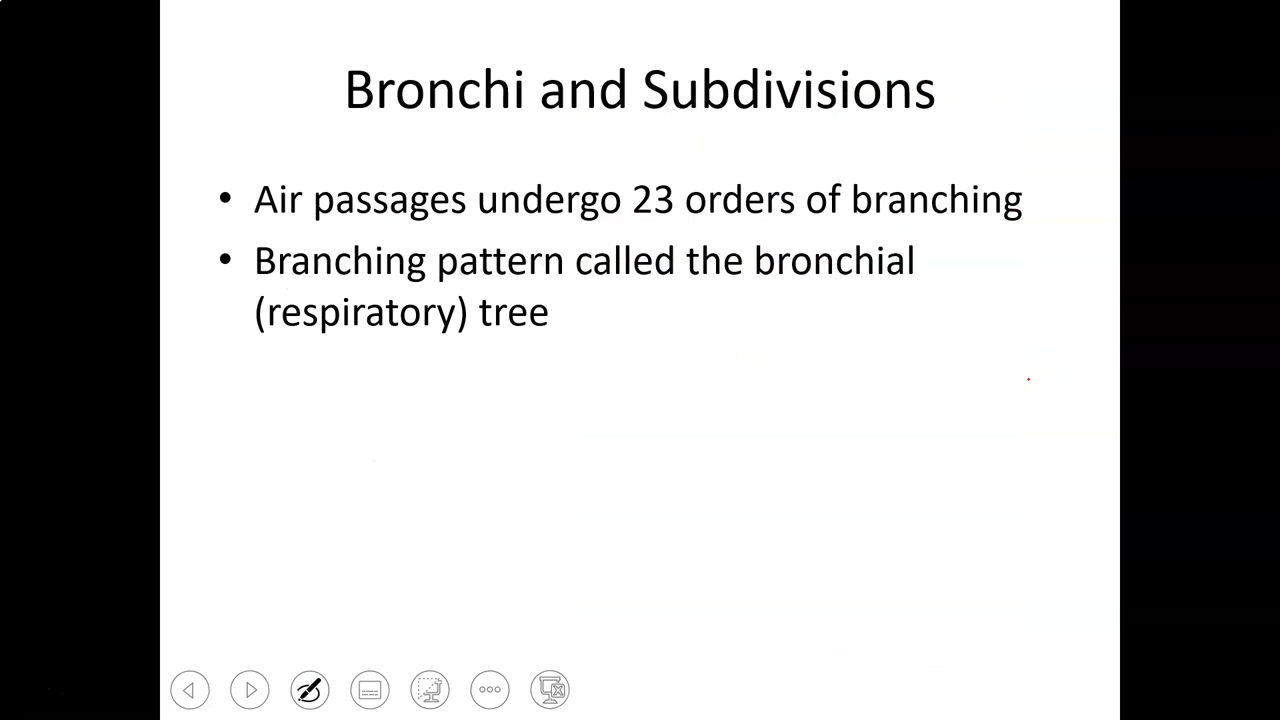 Bronchi and Subdivisions
• Air passages undergo 23 orders of branching
• Branching pattern called the bronchial
(respiratory) tree